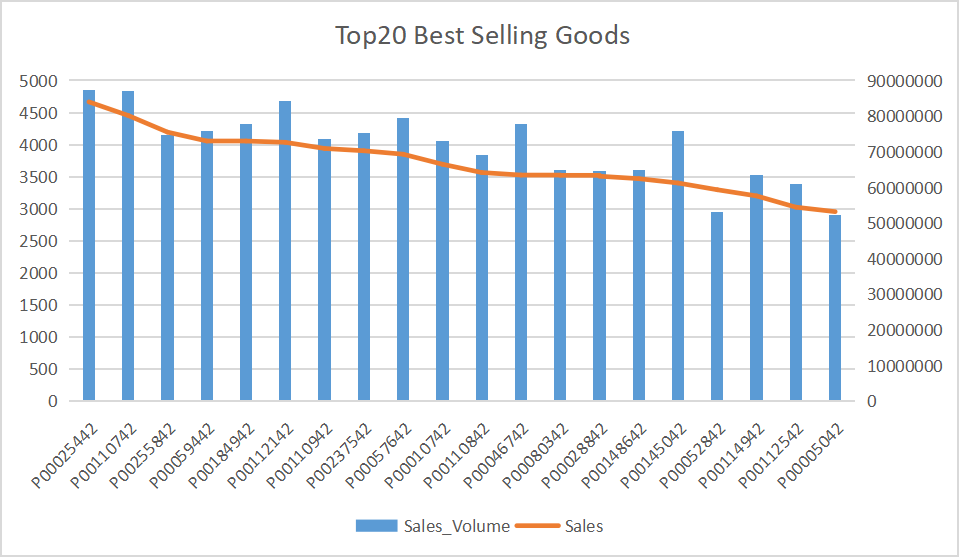 Top20 Best Selling Goods
5000
4500
4000
3500
3000
2500
2000
1500
1000
500
0
90000000
80000000
70000000
60000000
50000000
40000000
30000000
20000000
10000000
0
P00025442
P00110742
P00255842
P00059442
P00184942
P00112142
P00110942
P00237542
P00057642
P00010742
P00110842
P00046742
P00080342
P00028842
P00148642
P00145042
P00052842
P00114942
P00112542
P00005042
Sales_Volume
Sales